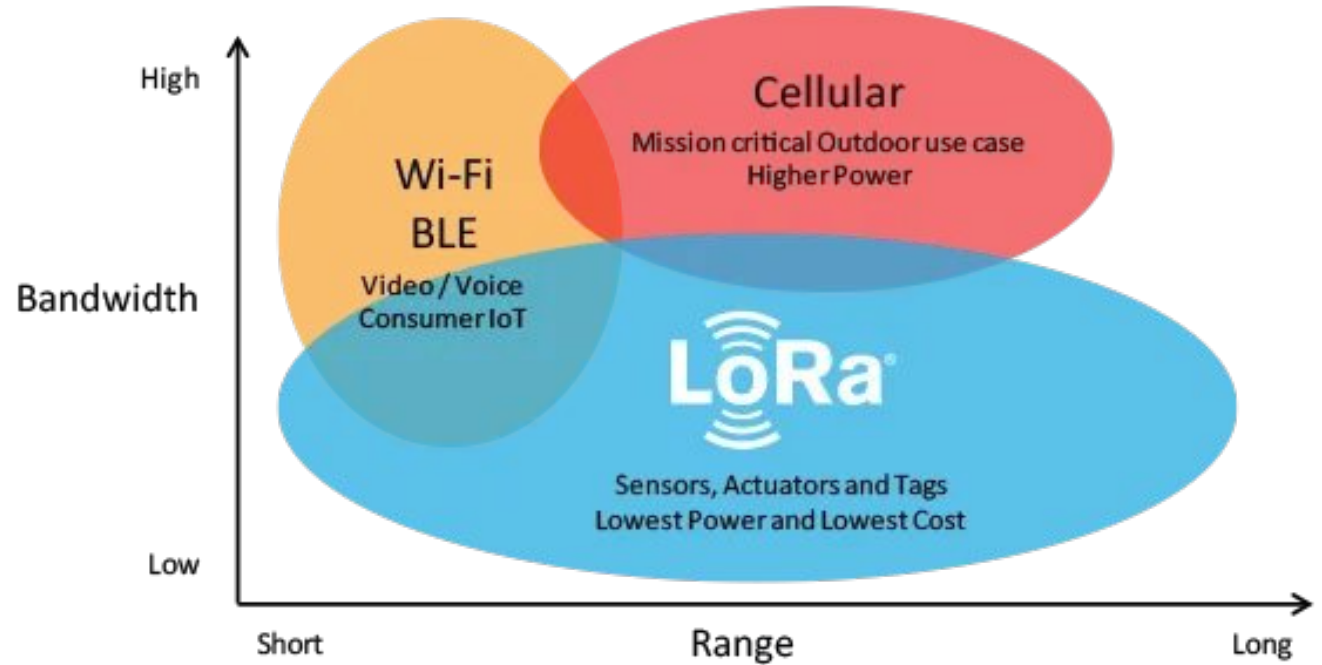 High
Bandwidth
Low
Wi-Fi
BLE
Video / Voice
Consumer IoT
Cellular
Mission critical Outdoor use case
Higher Power
LoRa®
Sensors, Actuators and Tags
Lowest Power and Lowest Cost
Short
Range
Long